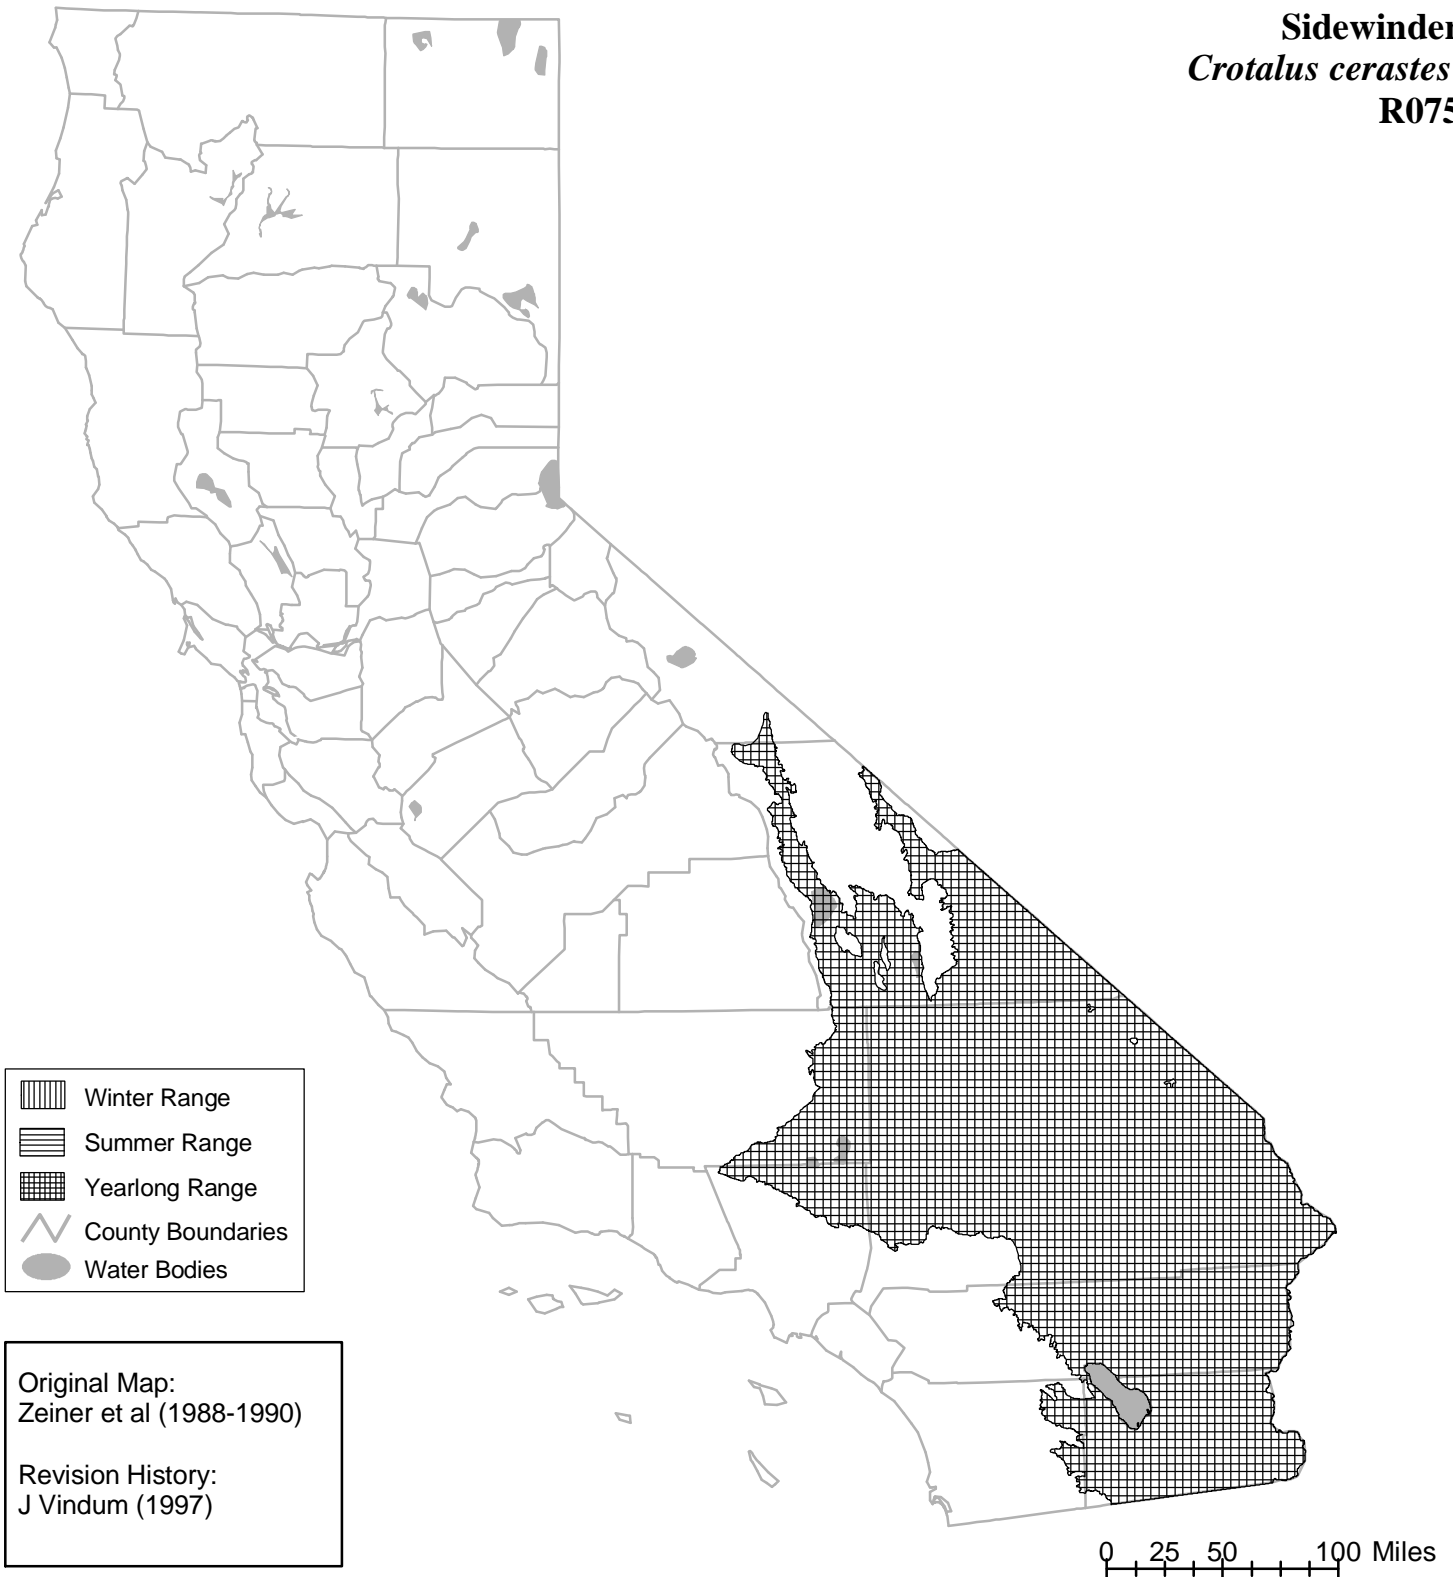 Sidewinder
Crotalus cerastes
R075
Winter Range
Summer Range
Yearlong Range
County Boundaries
Water Bodies
Original Map:
Zeiner et al (1988-1990)
Revision History:
J Vindum (1997)
0 25 50 100 Miles